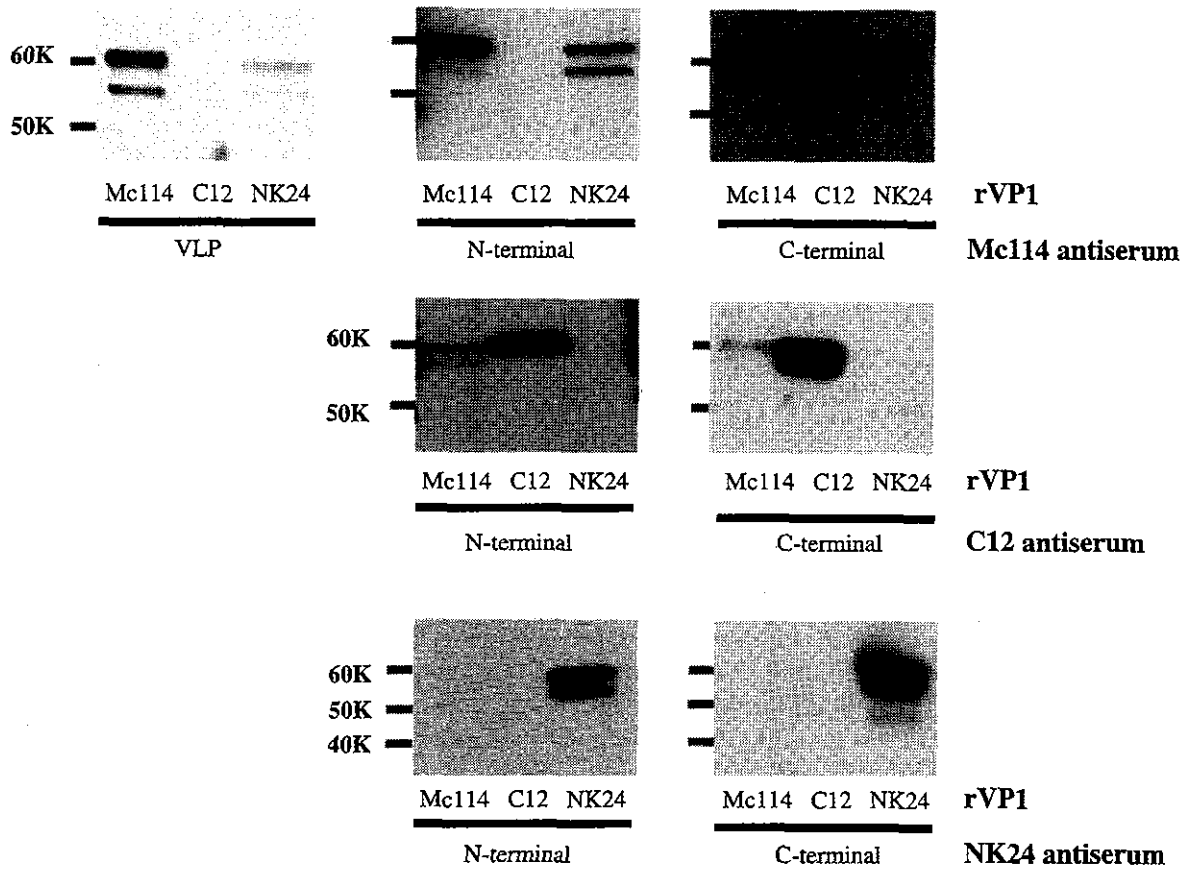 60K
50K
Mc114 C12 NK24
VLP
Mc114 C12 NK24
N-terminal
Mc114 C12 NK24
C-terminal
rVP1
Mc114 antiserum
60K
50K
Mc114 C12 NK24
N-terminal
Mc114 C12 NK24
C-terminal
rVP1
C12 antiserum
60K
50K
40K
Mc114 C12 NK24
N-terminal
Mc114 C12 NK24
C-terminal
rVP1
NK24 antiserum